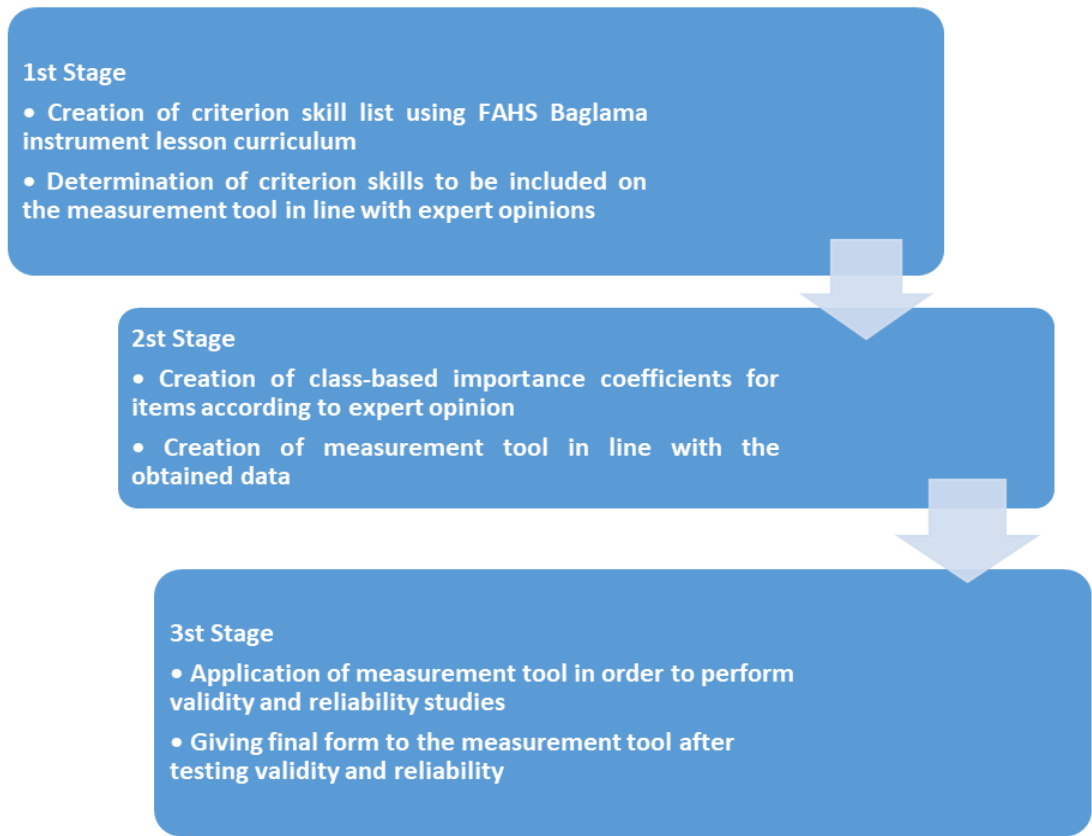 1st Stage
• Creation of criterion skill list using FAHS Baglama
instrument lesson curriculum
• Determination of criterion skills to be included on
the measurement tool in line with expert opinions
2st Stage
• Creation of class-based importance coefficients for
items according to expert opinion
• Creation of measurement tool in line with the
obtained data
3st Stage
• Application of measurement tool in order to perform
validity and reliability studies
• Giving final form to the measurement tool after
testing validity and reliability